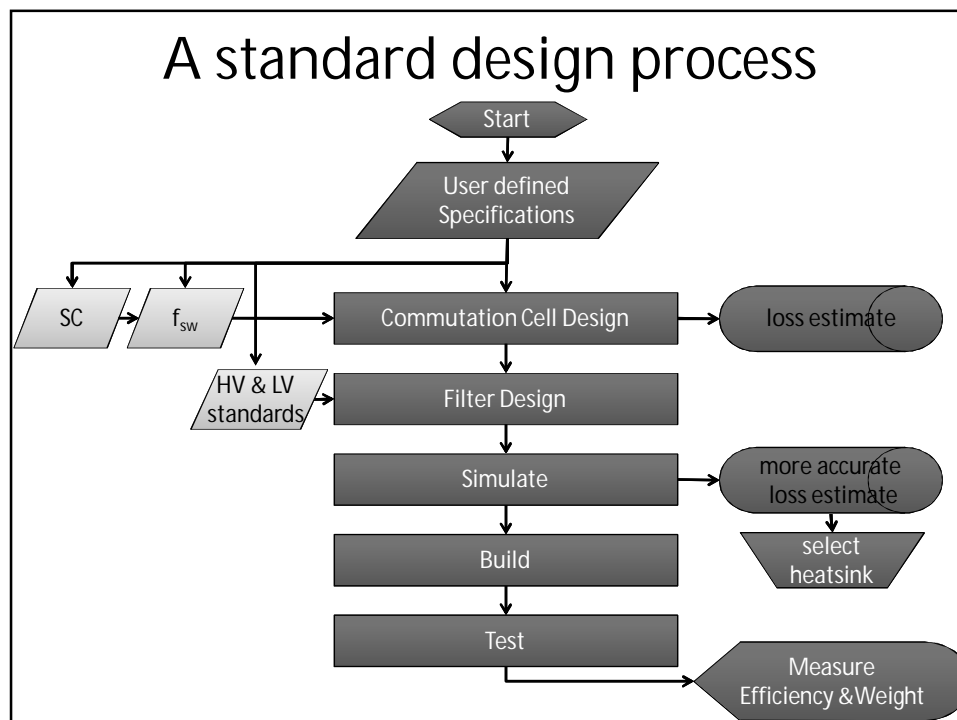 A standard design process
Start
User defined
Specifications
SC
f_sw
Commutation Cell Design
loss estimate
HV & LV
standards
Filter Design
Simulate
more accurate
loss estimate
Build
select
heatsink
Test
Measure
Efficiency &Weight